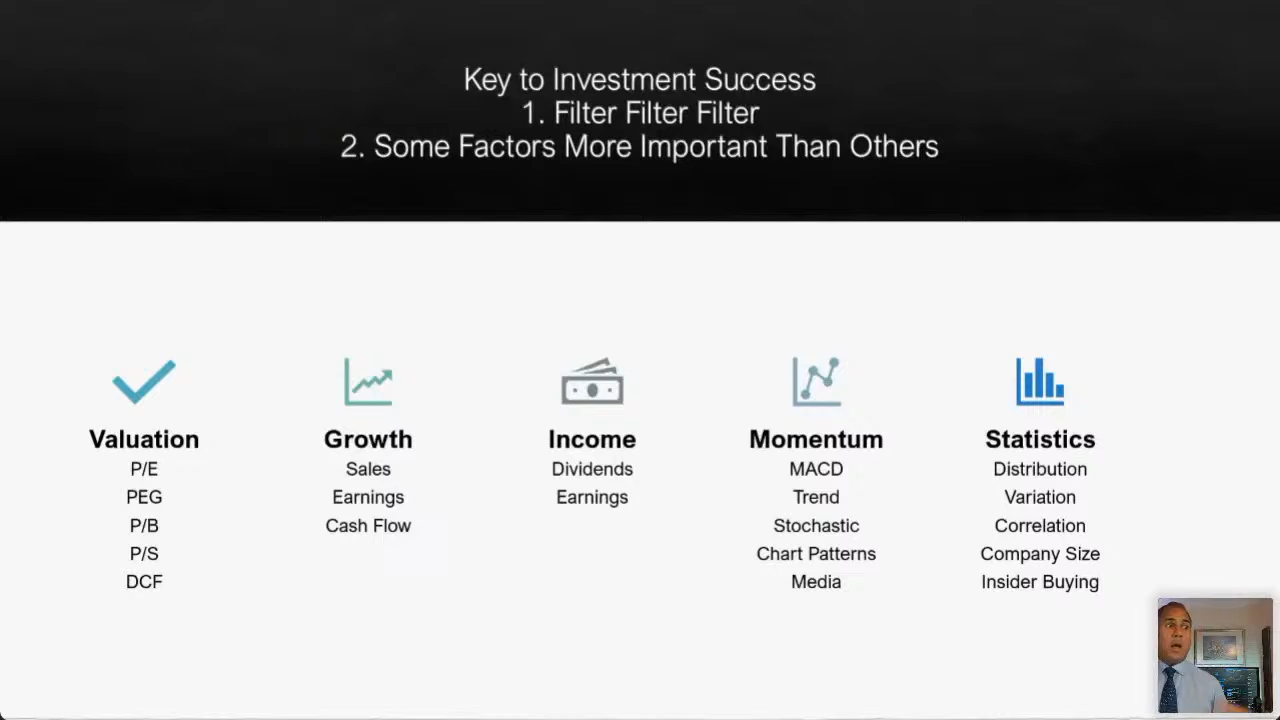 Key to Investment Success
1. Filter Filter Filter
2. Some Factors More Important Than Others
Valuation
P/E
PEG
P/B
P/S
DCF
Growth
Sales
Earnings
Cash Flow
Income
Dividends
Earnings
Momentum
MACD
Trend
Stochastic
Chart Patterns
Media
Statistics
Distribution
Variation
Correlation
Company Size
Insider Buying